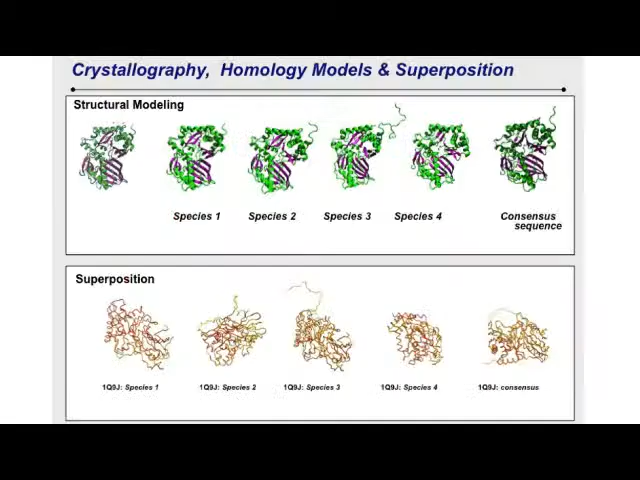 Crystallography, Homology Models & Superposition
Structural Modeling
Species 1 Species 2 Species 3 Species 4 Consensus sequence
Superposition
1Q9J: Species 1 1Q9J: Species 2 1Q9J: Species 3 1Q9J: Species 4 1Q9J: consensus